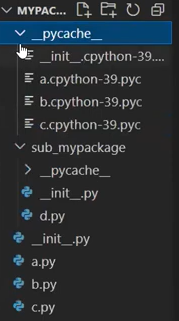 MYPAC...
__pycache__
__init__.cpython-39....
a.cpython-39.pyc
b.cpython-39.pyc
c.cpython-39.pyc
sub_mypackage
__pycache__
__init__.py
d.py
__init__.py
a.py
b.py
c.py